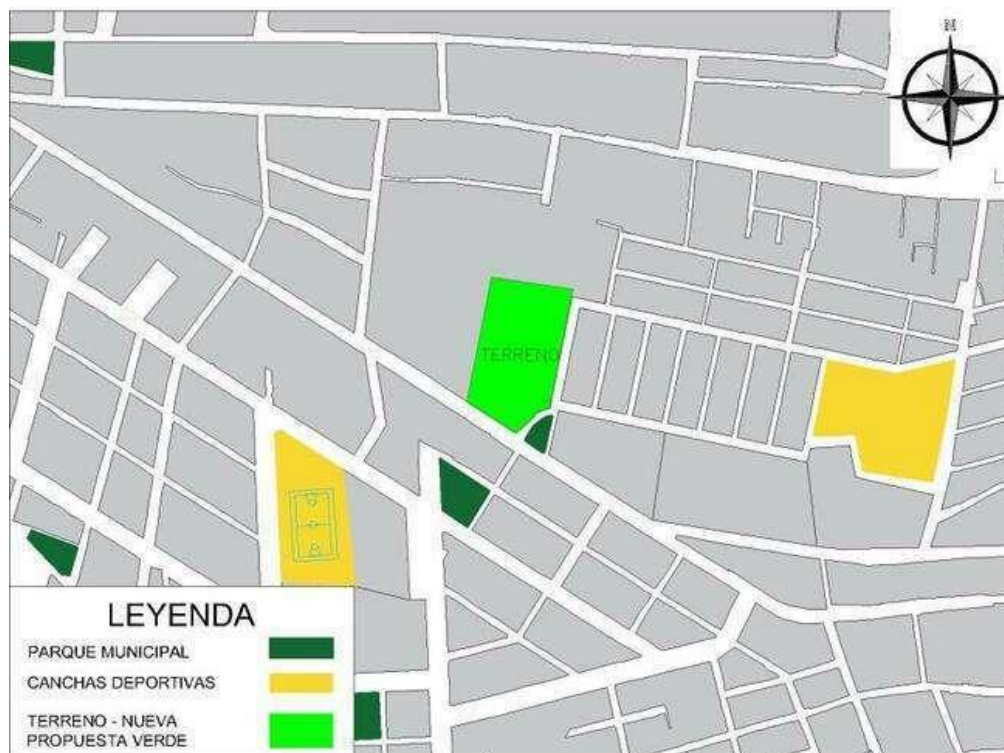 N
TERRENO
LEYENDA
PARQUE MUNICIPAL
CANCHAS DEPORTIVAS
TERRENO - NUEVA
PROPUESTA VERDE